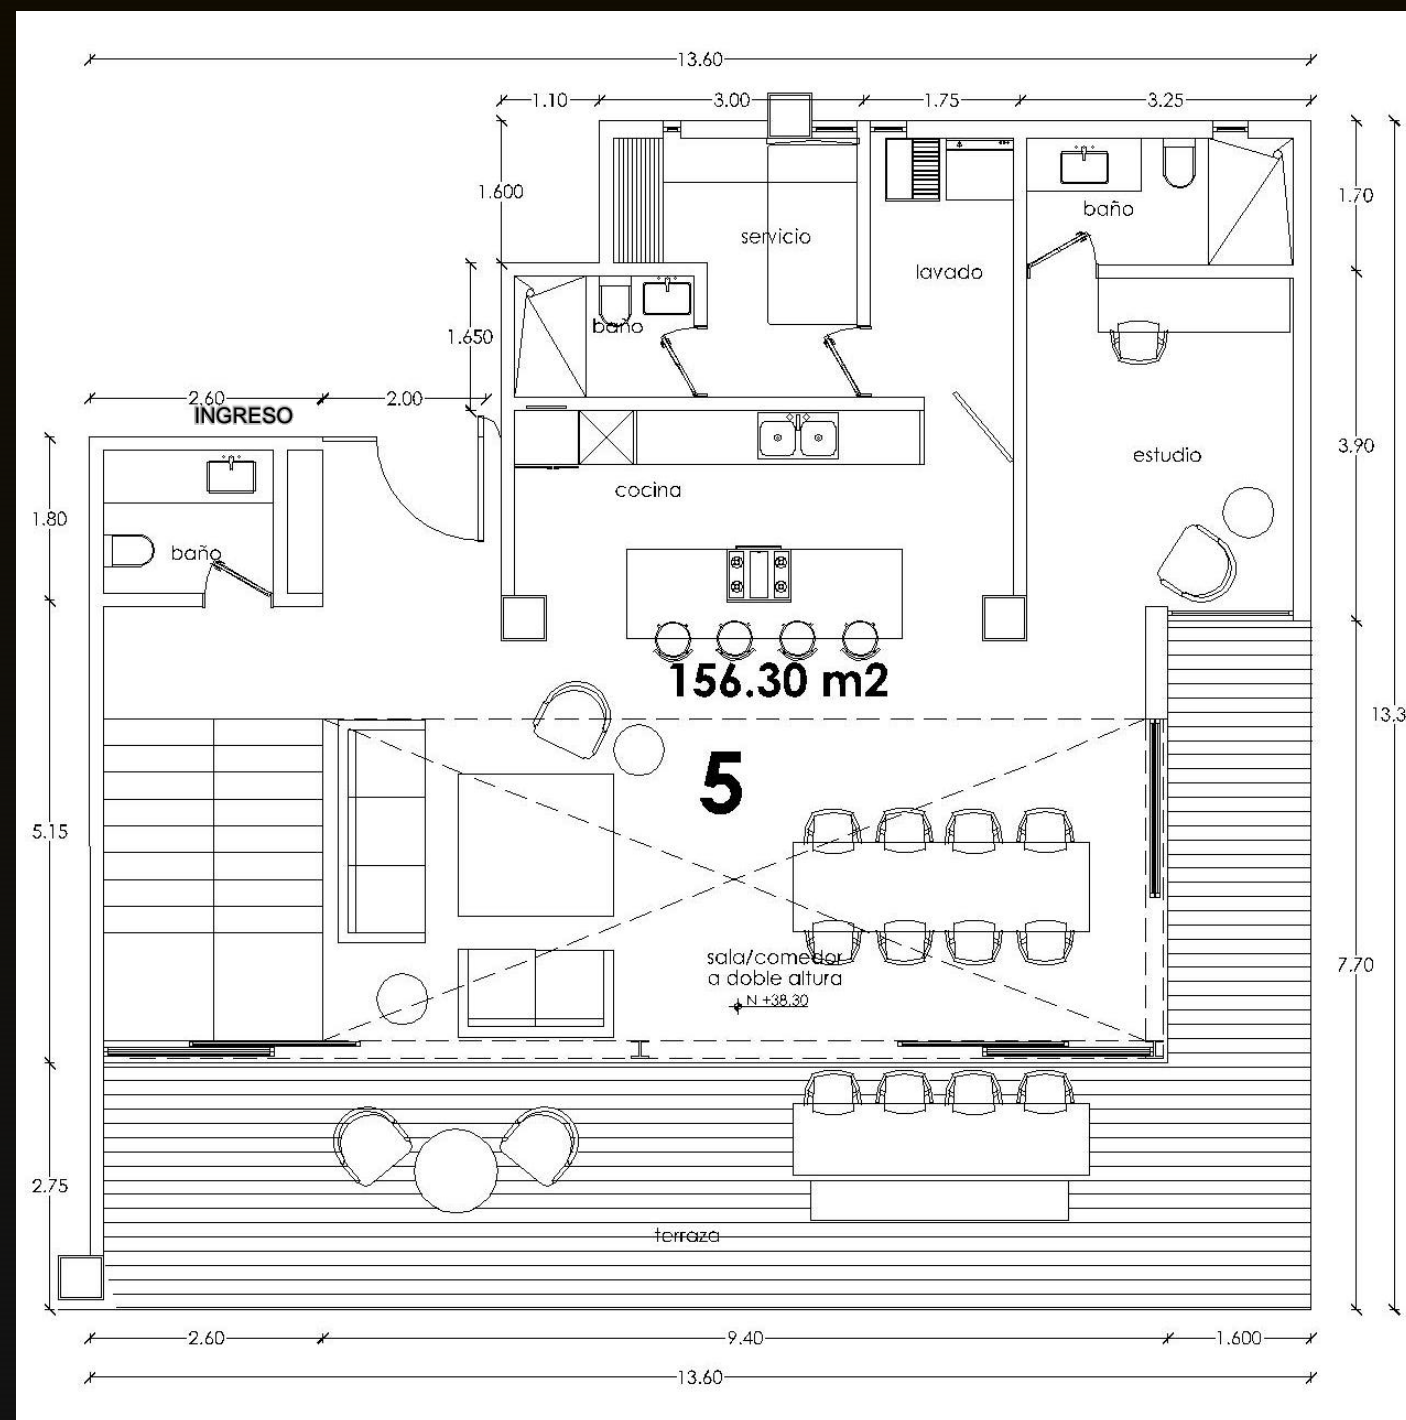 13.60
1.10
3.00
1.75
3.25
1.600
1.70
baño
servicio
lavado
baño
1.650
2.60
2.00
INGRESO
3.90
estudio
cocina
1.80
baño
156.30 m2
13.3
5
5.15
sala/comedor
a doble altura
N +38.30
7.70
2.75
terraza
2.60
9.40
1.600
13.60